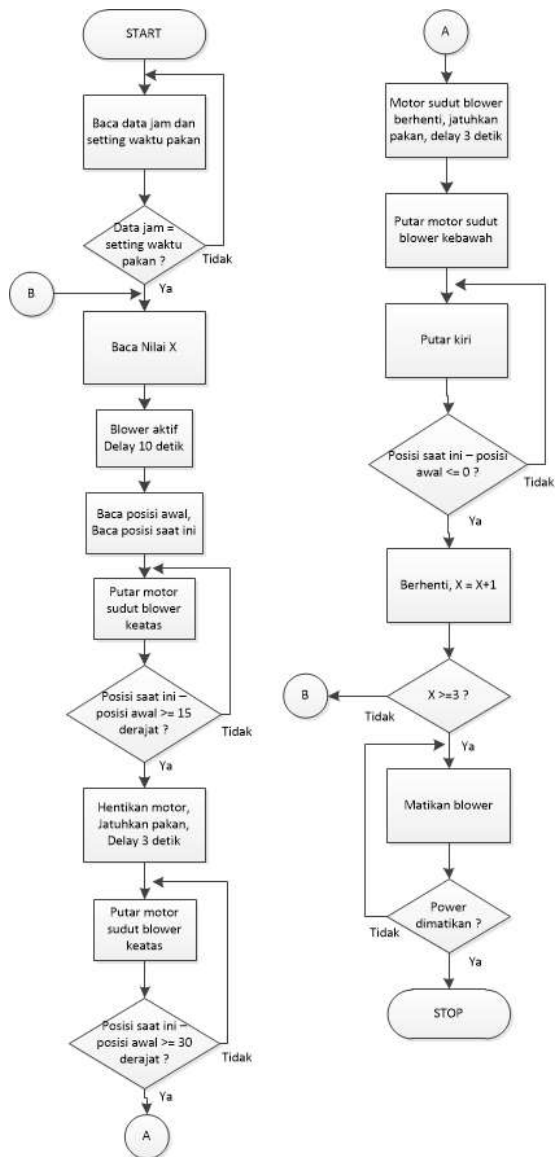 START
Baca data jam dan
setting waktu pakan
Data jam =
setting waktu
pakan ?
Tidak
Ya
B
Baca Nilai X
Blower aktif
Delay 10 detik
Baca posisi awal,
Baca posisi saat ini
Putar motor
sudut blower
keatas
Posisi saat ini –
posisi awal >= 15
derajat ?
Tidak
Ya
Hentikan motor,
Jatuhkan pakan,
Delay 3 detik
Putar motor
sudut blower
keatas
Posisi saat ini –
posisi awal >= 30
derajat ?
Tidak
Ya
A
A
Motor sudut blower
berhenti, jatuhkan
pakan, delay 3 detik
Putar motor sudut
blower kebawah
Putar kiri
Posisi saat ini – posisi
awal <= 0 ?
Tidak
Ya
Berhenti, X = X+1
X >=3 ?
B
Tidak
Ya
Matikan blower
Power
dimatikan ?
Tidak
Ya
STOP